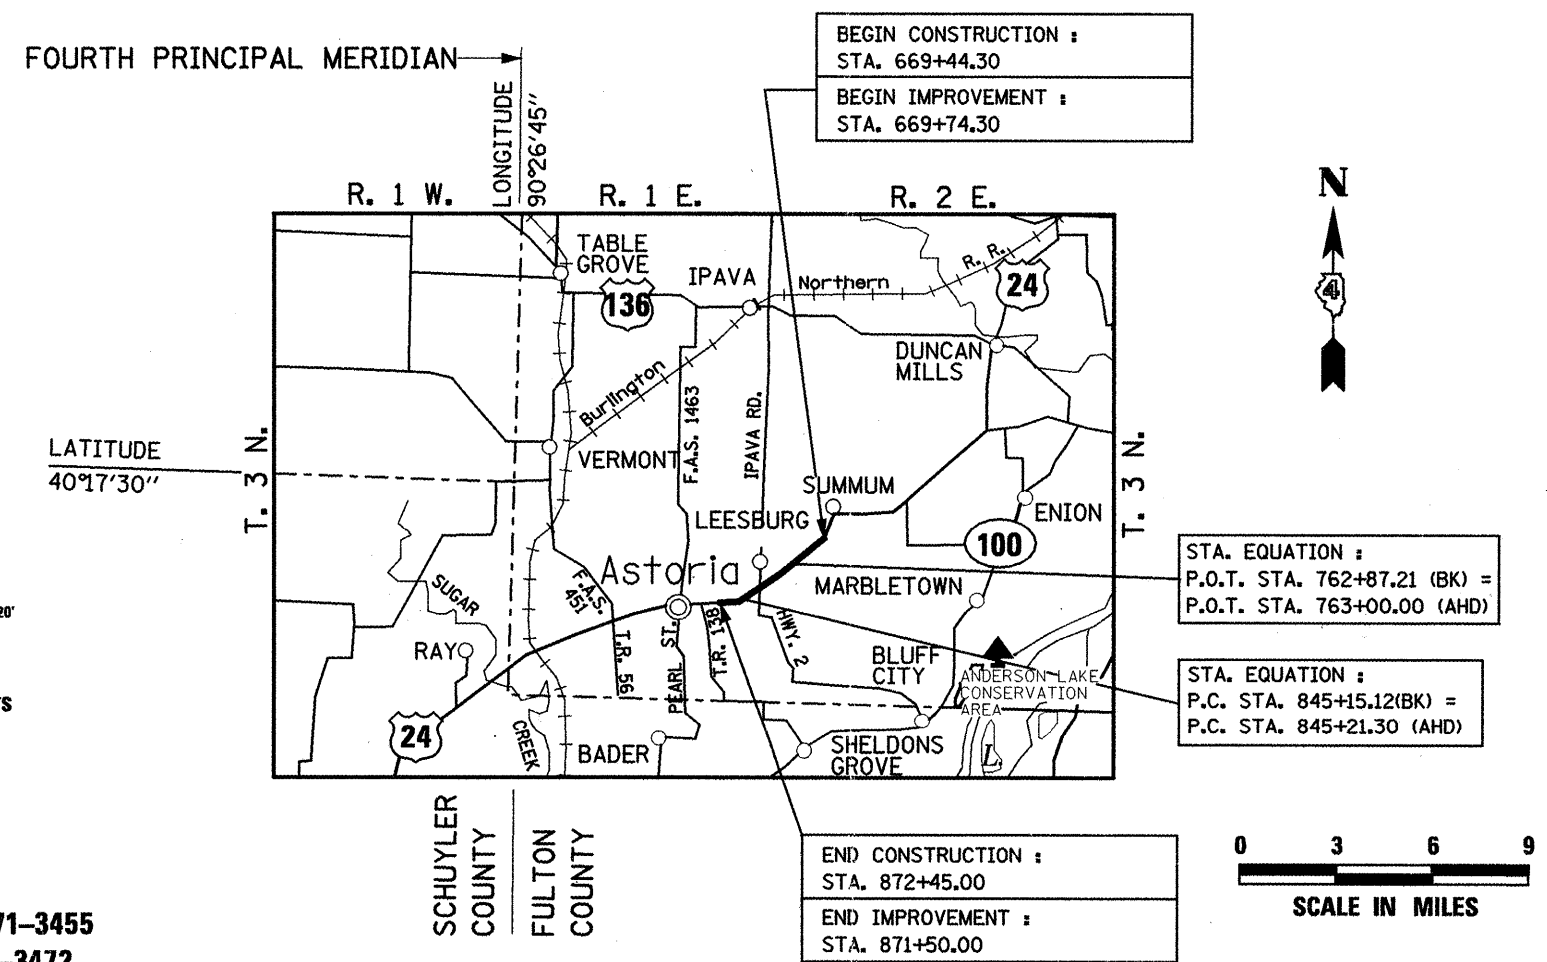 FOURTH PRINCIPAL MERIDIAN
LONGITUDE
90°26'45"
BEGIN CONSTRUCTION :
STA. 669+44.30
BEGIN IMPROVEMENT :
STA. 669+74.30
N
4
R. 1 W.
R. 1 E.
R. 2 E.
TABLE
GROVE
136
IPAVA
Northern
R. R.
24
DUNCAN
MILLS
Burlington
F.A.S. 1463
IPAVA RD.
LATITUDE
40°17'30"
T. 3 N.
T. 3 N.
VERMONT
SUMMUM
LEESBURG
ENION
100
Astoria
MARBLETOWN
STA. EQUATION :
P.O.T. STA. 762+87.21 (BK) =
P.O.T. STA. 763+00.00 (AHD)
F.A.S.
451
SUGAR
CREEK
RAY
T.R. 56
PEARL ST.
T.R. 138
HWY. 2
BLUFF
CITY
ANDERSON LAKE
CONSERVATION
AREA
STA. EQUATION :
P.C. STA. 845+15.12(BK) =
P.C. STA. 845+21.30 (AHD)
24
BADER
SHELDONS
GROVE
L
20'
TS
SCHUYLER
COUNTY
FULTON
COUNTY
END CONSTRUCTION :
STA. 872+45.00
END IMPROVEMENT :
STA. 871+50.00
0 3 6 9
SCALE IN MILES
71-3455
-3472